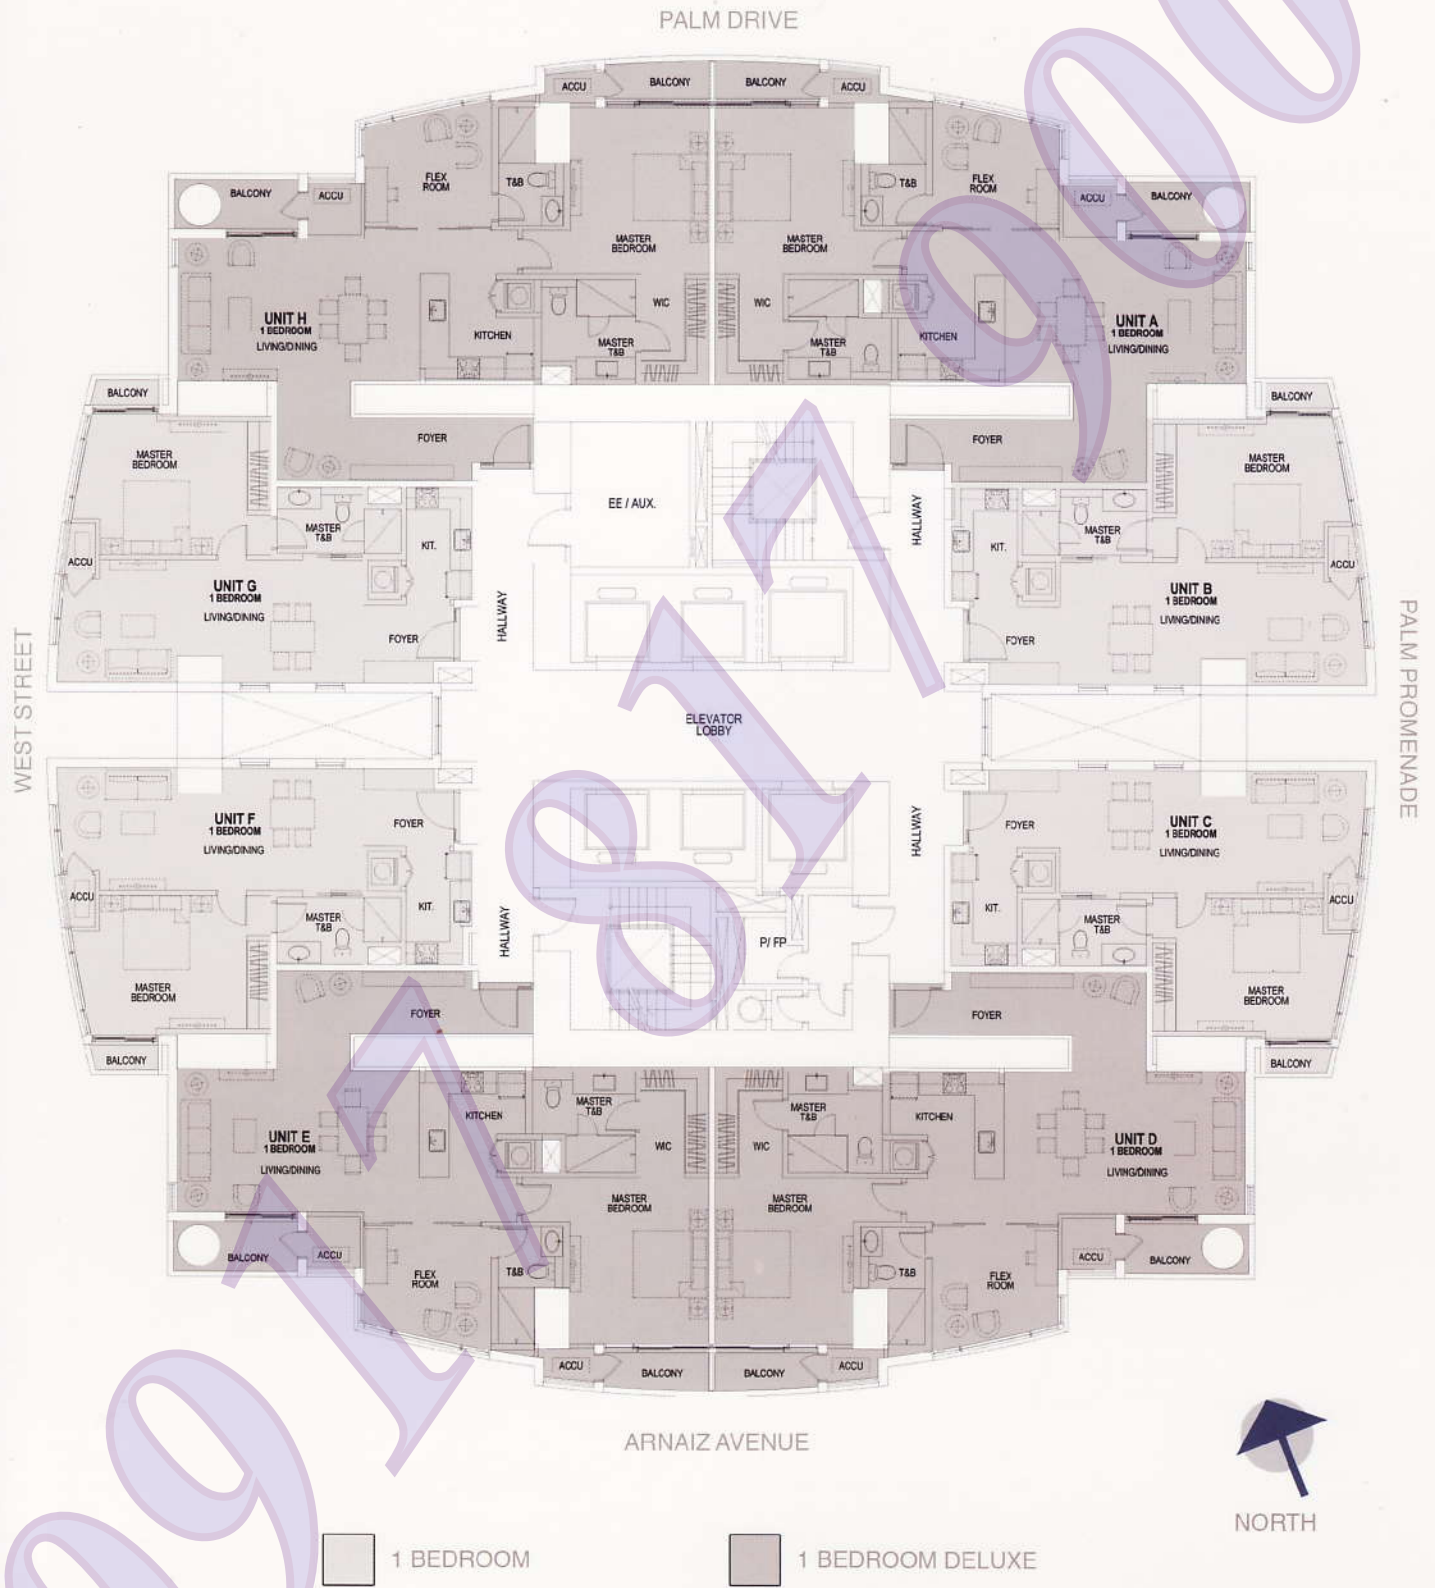 PALM DRIVE
ACCU
BALCONY
BALCONY
ACCU
FLEX
ROOM
T&B
T&B
FLEX
ROOM
BALCONY
ACCU
ACCU
BALCONY
MASTER
BEDROOM
MASTER
BEDROOM
UNIT H
1 BEDROOM
LIVING/DINING
KITCHEN
MASTER
T&B
WIC
WIC
MASTER
T&B
KITCHEN
UNIT A
1 BEDROOM
LIVING/DINING
BALCONY
FOYER
FOYER
BALCONY
MASTER
BEDROOM
MASTER
T&B
KIT.
EE / AUX.
HALLWAY
KIT.
MASTER
T&B
MASTER
BEDROOM
ACCU
UNIT G
1 BEDROOM
LIVING/DINING
FOYER
HALLWAY
FOYER
UNIT B
1 BEDROOM
LIVING/DINING
ACCU
WEST STREET
ELEVATOR
LOBBY
PALM PROMENADE
UNIT F
1 BEDROOM
LIVING/DINING
FOYER
HALLWAY
FOYER
UNIT C
1 BEDROOM
LIVING/DINING
ACCU
MASTER
T&B
KIT.
HALLWAY
P/ FP
KIT.
MASTER
T&B
ACCU
MASTER
BEDROOM
MASTER
BEDROOM
BALCONY
FOYER
FOYER
BALCONY
UNIT E
1 BEDROOM
LIVING/DINING
KITCHEN
MASTER
T&B
WIC
WIC
MASTER
T&B
KITCHEN
UNIT D
1 BEDROOM
LIVING/DINING
MASTER
BEDROOM
MASTER
BEDROOM
BALCONY
ACCU
FLEX
ROOM
T&B
T&B
FLEX
ROOM
ACCU
BALCONY
ACCU
BALCONY
BALCONY
ACCU
ARNAIZ AVENUE
NORTH
1 BEDROOM
1 BEDROOM DELUXE